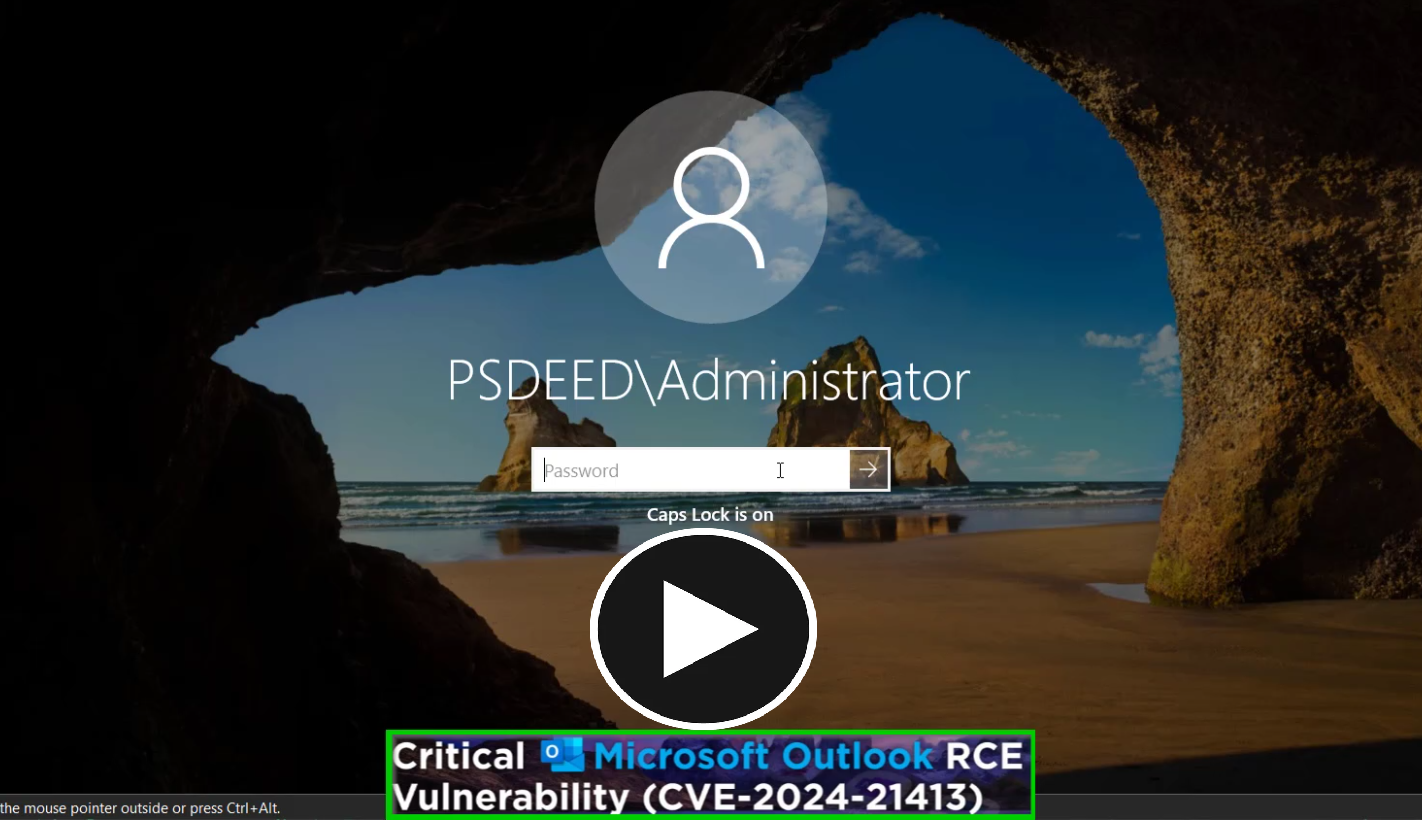 PSDEED\Administrator
Password
Caps Lock is on
Critical Microsoft Outlook RCE
Vulnerability (CVE-2024-21413)
the mouse pointer outside or press Ctrl+Alt.